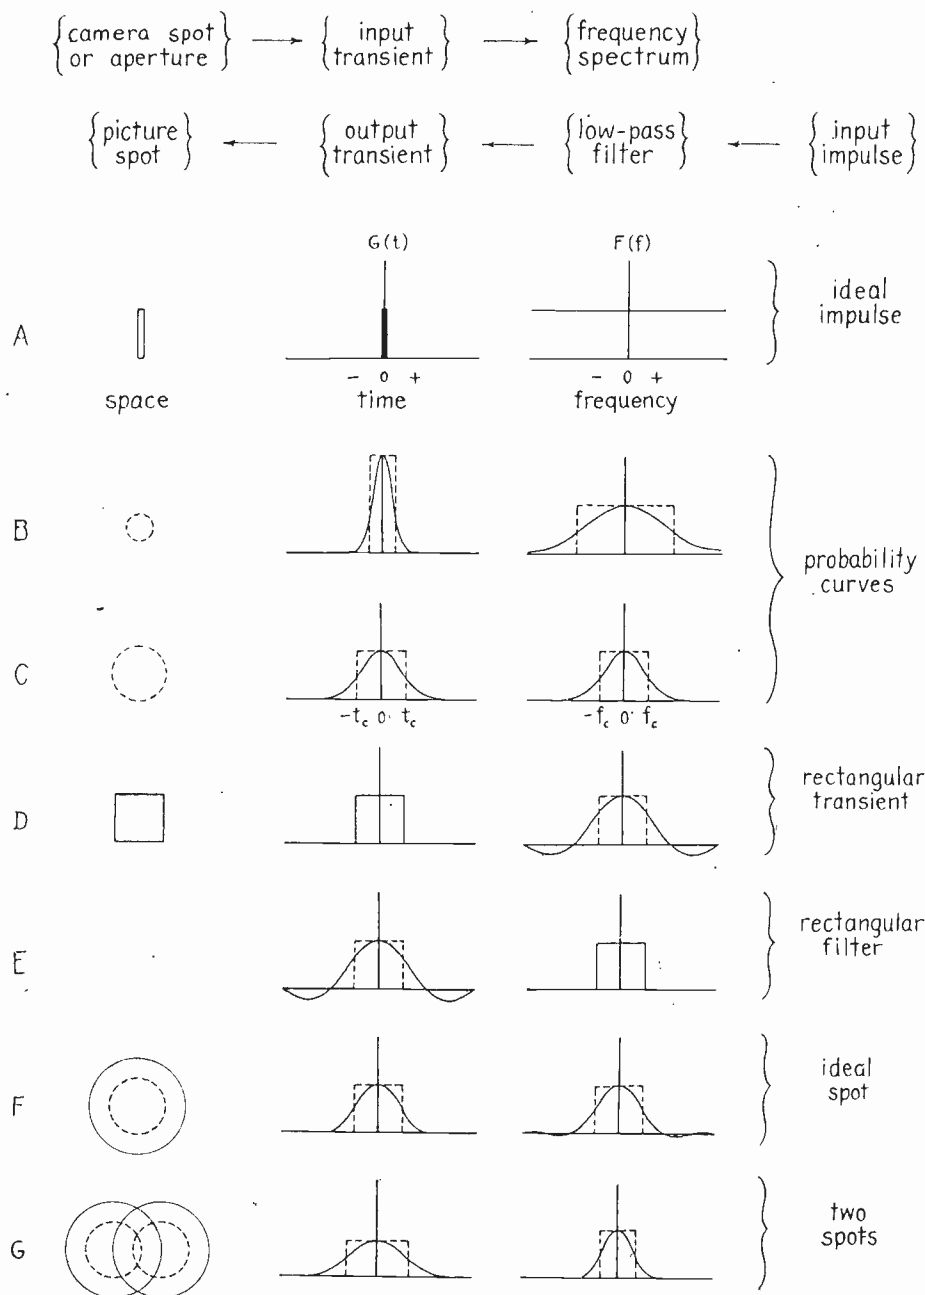 {camera spot or aperture} → {input transient} → {frequency spectrum}
{picture spot} ← {output transient} ← {low-pass filter} ← {input impulse}
G(t) F(f)
A
ideal impulse
- 0 + - 0 +
space time frequency
B
probability curves
C
-t_c 0 t_c -f_c 0 f_c
D
rectangular transient
E
rectangular filter
F
ideal spot
G
two spots